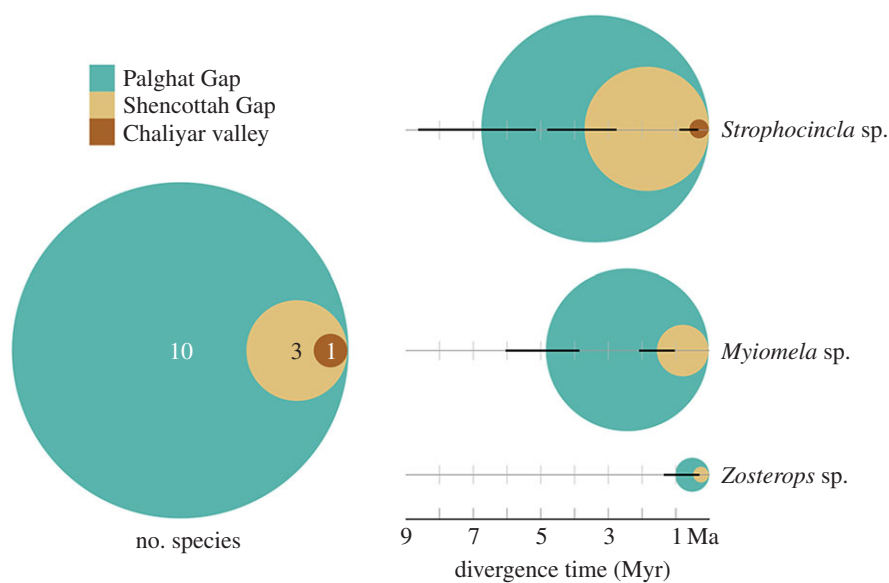 Palghat Gap
Shencottah Gap
Chaliyar valley
10
3
1
no. species
Strophocincla sp.
Myiomela sp.
Zosterops sp.
9 7 5 3 1 Ma
divergence time (Myr)